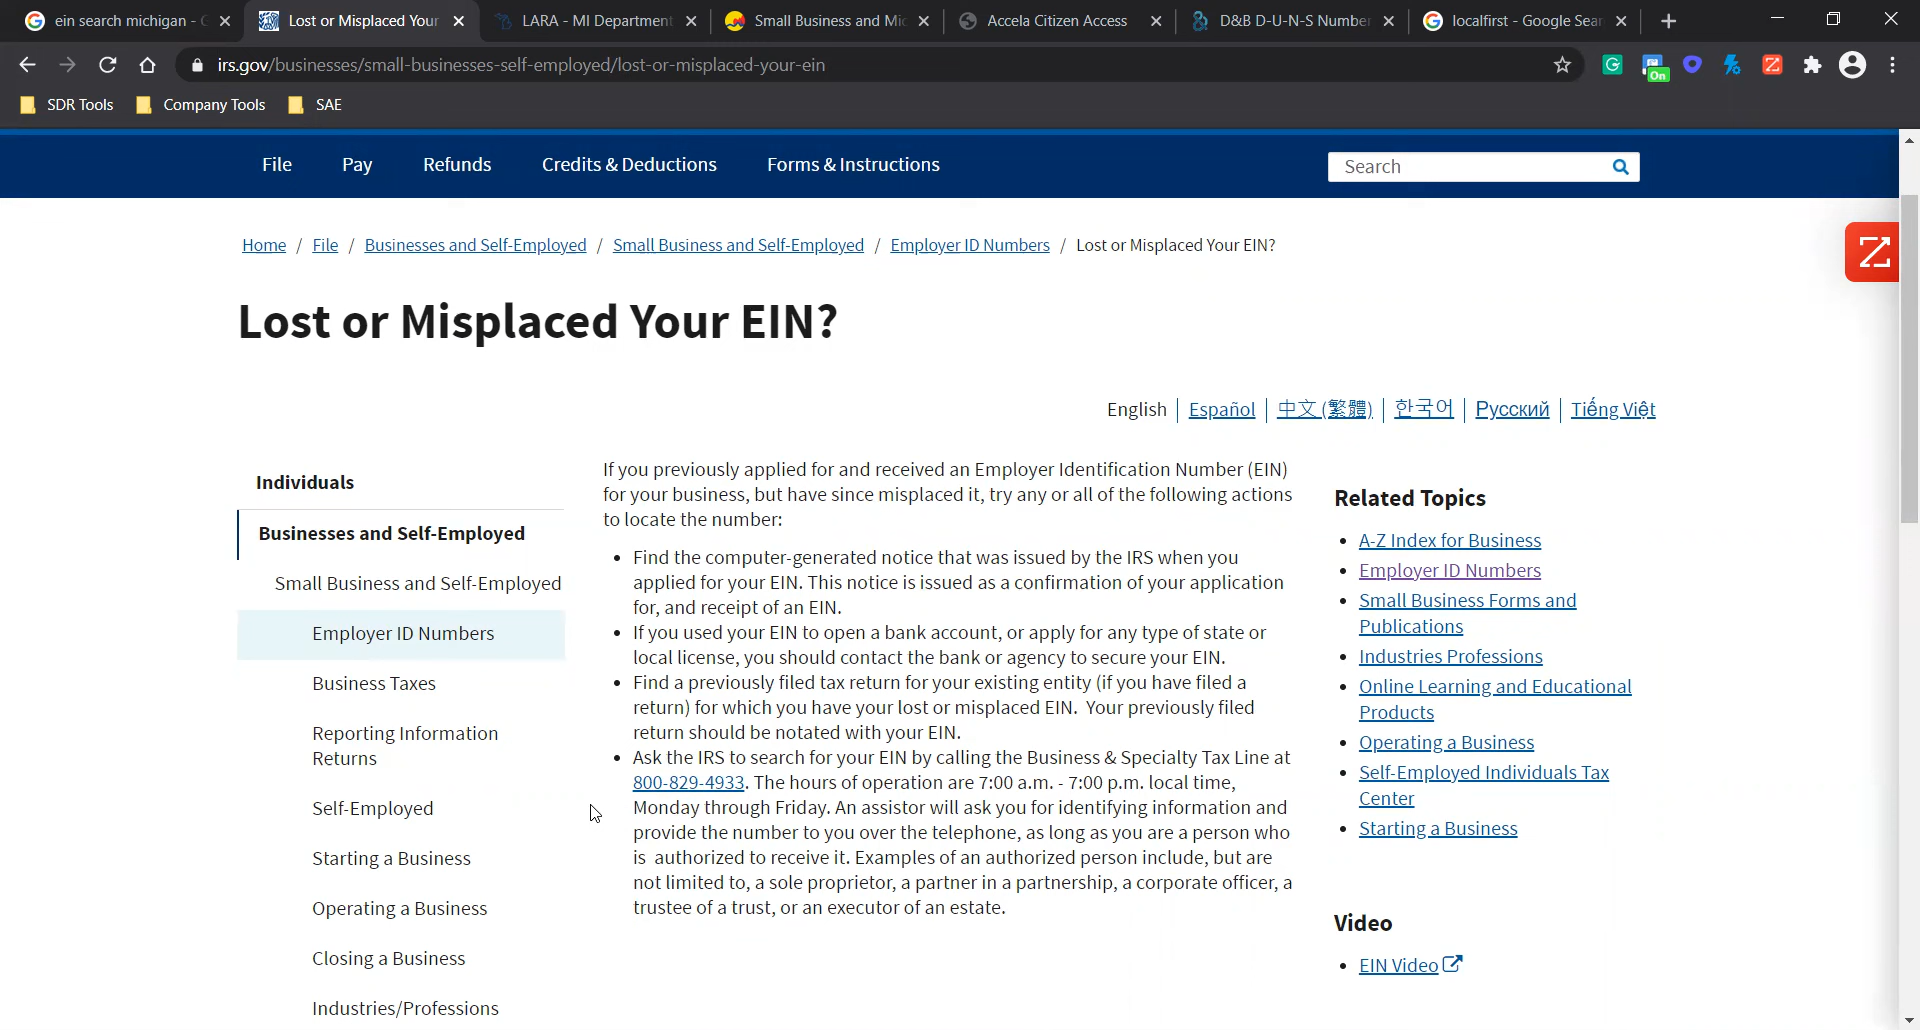 ein search michigan -
Lost or Misplaced Your
LARA - MI Department
Small Business and Mic
Accela Citizen Access
D&B D-U-N-S Number
localfirst - Google Sear
irs.gov/businesses/small-businesses-self-employed/lost-or-misplaced-your-ein
On
SDR Tools
Company Tools
SAE
File
Pay
Refunds
Credits & Deductions
Forms & Instructions
Search
Home / File / Businesses and Self-Employed / Small Business and Self-Employed / Employer ID Numbers / Lost or Misplaced Your EIN?
Lost or Misplaced Your EIN?
English | Español | 中文 (繁體) | 한국어 | Русский | Tiếng Việt
Individuals
Businesses and Self-Employed
Small Business and Self-Employed
Employer ID Numbers
Business Taxes
Reporting Information
Returns
Self-Employed
Starting a Business
Operating a Business
Closing a Business
Industries/Professions
If you previously applied for and received an Employer Identification Number (EIN)
for your business, but have since misplaced it, try any or all of the following actions
to locate the number:
• Find the computer-generated notice that was issued by the IRS when you
applied for your EIN. This notice is issued as a confirmation of your application
for, and receipt of an EIN.
• If you used your EIN to open a bank account, or apply for any type of state or
local license, you should contact the bank or agency to secure your EIN.
• Find a previously filed tax return for your existing entity (if you have filed a
return) for which you have your lost or misplaced EIN. Your previously filed
return should be notated with your EIN.
• Ask the IRS to search for your EIN by calling the Business & Specialty Tax Line at
800-829-4933. The hours of operation are 7:00 a.m. - 7:00 p.m. local time,
Monday through Friday. An assistor will ask you for identifying information and
provide the number to you over the telephone, as long as you are a person who
is authorized to receive it. Examples of an authorized person include, but are
not limited to, a sole proprietor, a partner in a partnership, a corporate officer, a
trustee of a trust, or an executor of an estate.
Related Topics
• A-Z Index for Business
• Employer ID Numbers
• Small Business Forms and
Publications
• Industries Professions
• Online Learning and Educational
Products
• Operating a Business
• Self-Employed Individuals Tax
Center
• Starting a Business
Video
• EIN Video